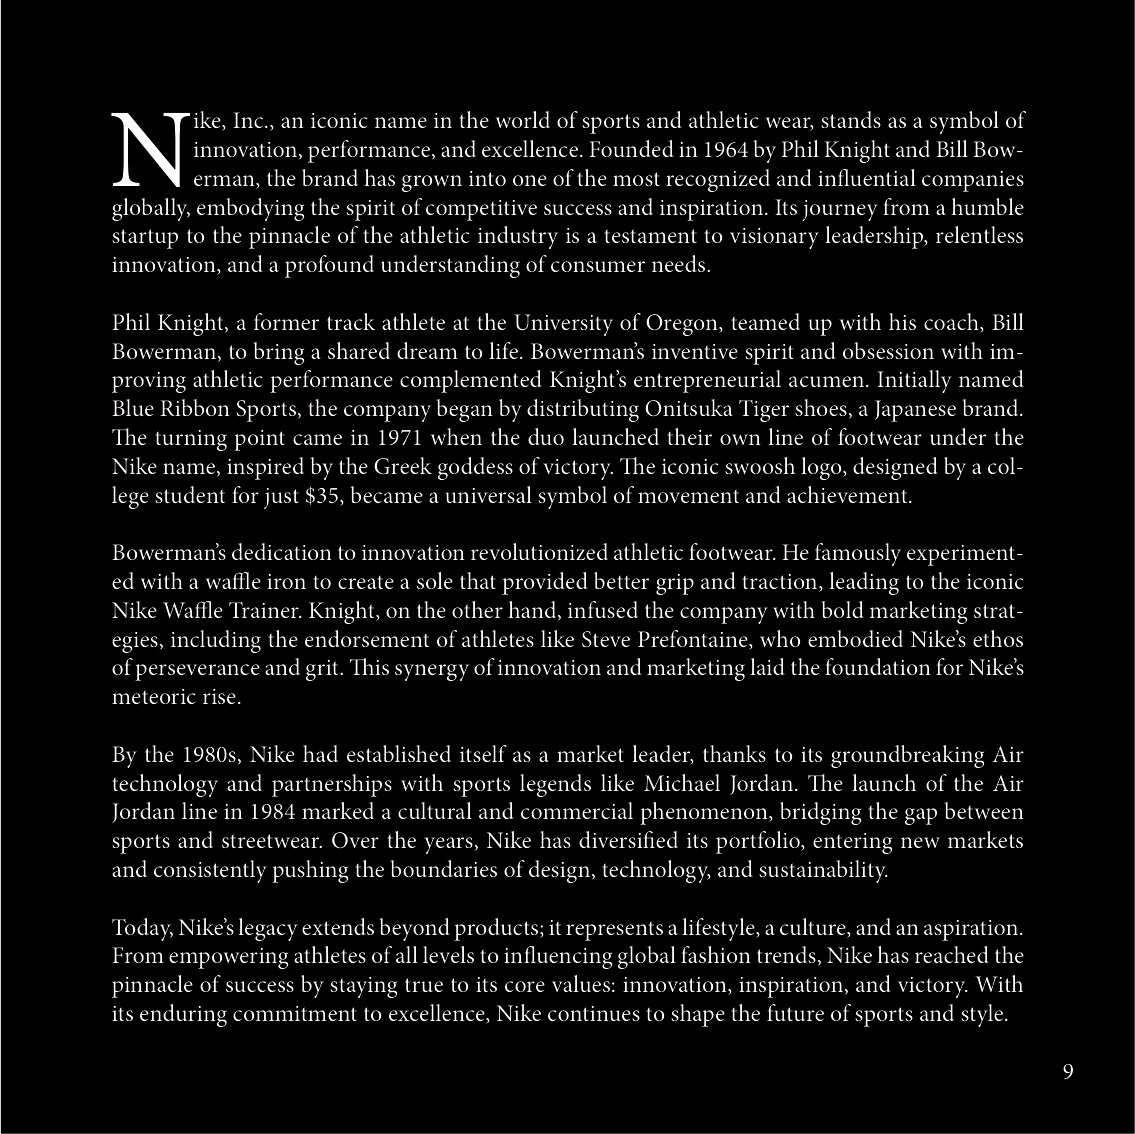 Nike, Inc., an iconic name in the world of sports and athletic wear, stands as a symbol of
innovation, performance, and excellence. Founded in 1964 by Phil Knight and Bill Bow-
erman, the brand has grown into one of the most recognized and influential companies
globally, embodying the spirit of competitive success and inspiration. Its journey from a humble
startup to the pinnacle of the athletic industry is a testament to visionary leadership, relentless
innovation, and a profound understanding of consumer needs.
Phil Knight, a former track athlete at the University of Oregon, teamed up with his coach, Bill
Bowerman, to bring a shared dream to life. Bowerman’s inventive spirit and obsession with im-
proving athletic performance complemented Knight’s entrepreneurial acumen. Initially named
Blue Ribbon Sports, the company began by distributing Onitsuka Tiger shoes, a Japanese brand.
The turning point came in 1971 when the duo launched their own line of footwear under the
Nike name, inspired by the Greek goddess of victory. The iconic swoosh logo, designed by a col-
lege student for just $35, became a universal symbol of movement and achievement.
Bowerman’s dedication to innovation revolutionized athletic footwear. He famously experiment-
ed with a waffle iron to create a sole that provided better grip and traction, leading to the iconic
Nike Waffle Trainer. Knight, on the other hand, infused the company with bold marketing strat-
egies, including the endorsement of athletes like Steve Prefontaine, who embodied Nike’s ethos
of perseverance and grit. This synergy of innovation and marketing laid the foundation for Nike’s
meteoric rise.
By the 1980s, Nike had established itself as a market leader, thanks to its groundbreaking Air
technology and partnerships with sports legends like Michael Jordan. The launch of the Air
Jordan line in 1984 marked a cultural and commercial phenomenon, bridging the gap between
sports and streetwear. Over the years, Nike has diversified its portfolio, entering new markets
and consistently pushing the boundaries of design, technology, and sustainability.
Today, Nike’s legacy extends beyond products; it represents a lifestyle, a culture, and an aspiration.
From empowering athletes of all levels to influencing global fashion trends, Nike has reached the
pinnacle of success by staying true to its core values: innovation, inspiration, and victory. With
its enduring commitment to excellence, Nike continues to shape the future of sports and style.
9